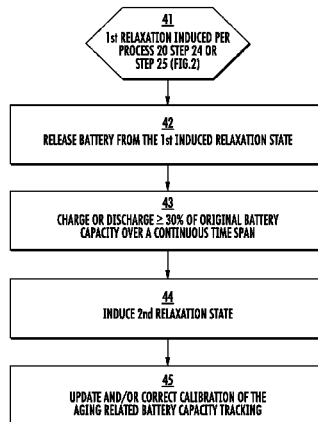 41
1st RELAXATION INDUCED PER
PROCESS 20 STEP 24 OR
STEP 25 (FIG.2)
42
RELEASE BATTERY FROM THE 1st INDUCED RELAXATION STATE
43
CHARGE OR DISCHARGE ≥ 30% OF ORIGINAL BATTERY
CAPACITY OVER A CONTINUOUS TIME SPAN
44
INDUCE 2nd RELAXATION STATE
45
UPDATE AND/OR CORRECT CALIBRATION OF THE
AGING RELATED BATTERY CAPACITY TRACKING